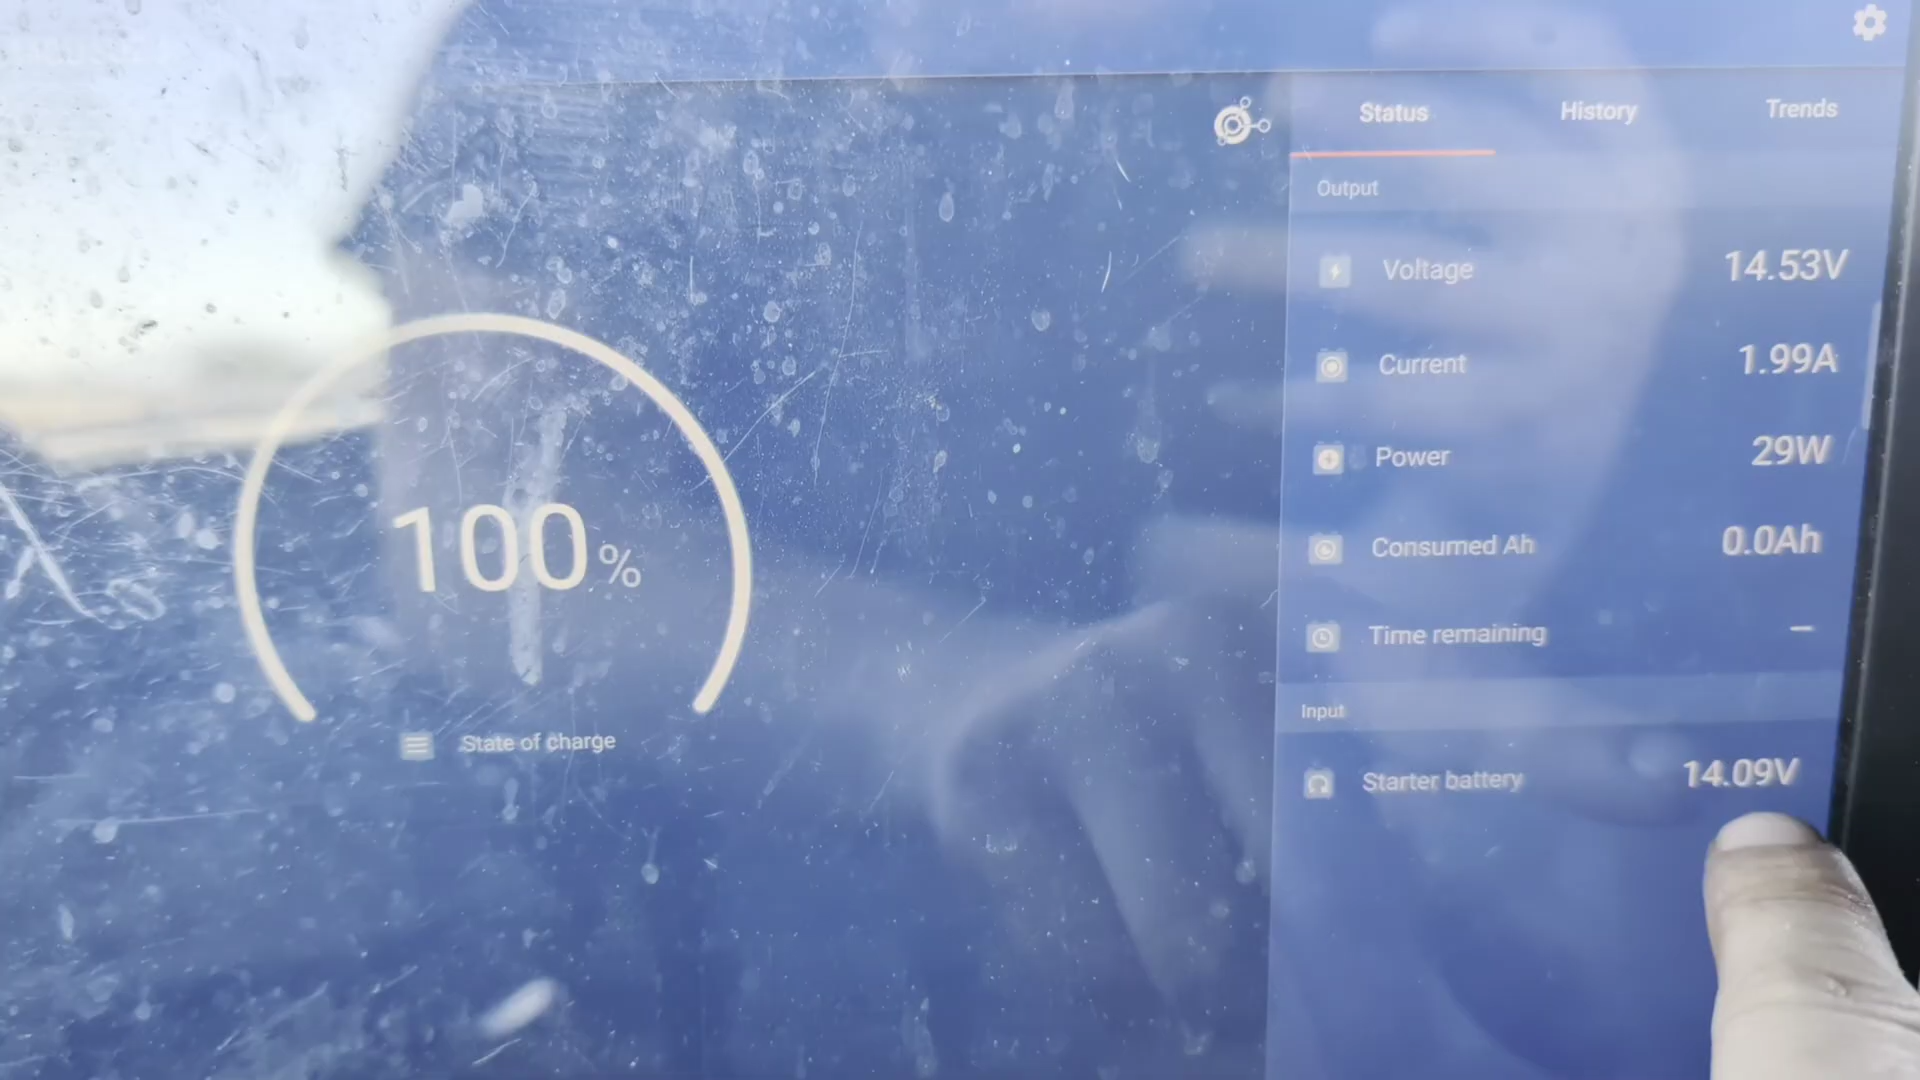 Status
History
Trends
Output
Voltage
14.53V
Current
1.99A
Power
29W
Consumed Ah
0.0Ah
Time remaining
–
Input
Starter battery
14.09V
100%
State of charge